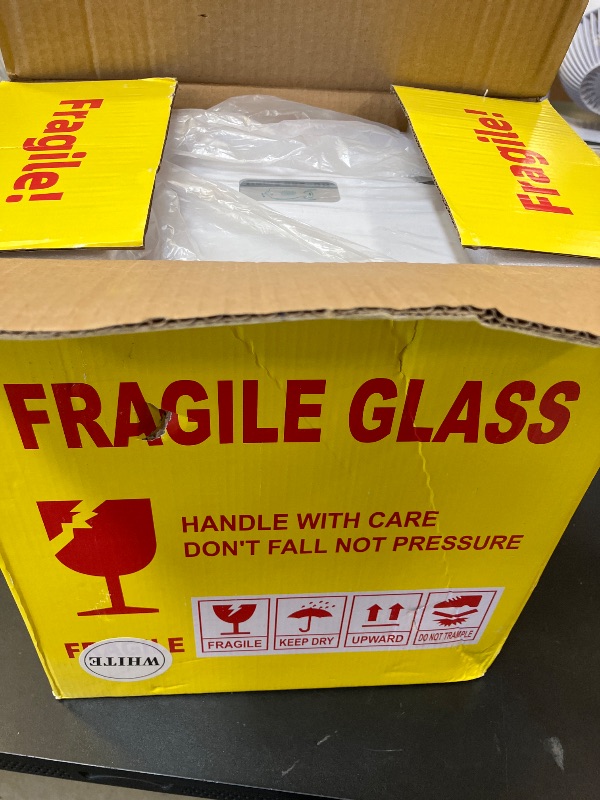 Fragile!
Fragile!
FRAGILE GLASS
HANDLE WITH CARE
DON'T FALL NOT PRESSURE
FRAGILE
KEEP DRY
UPWARD
DO NOT TRAMPLE
WHITE